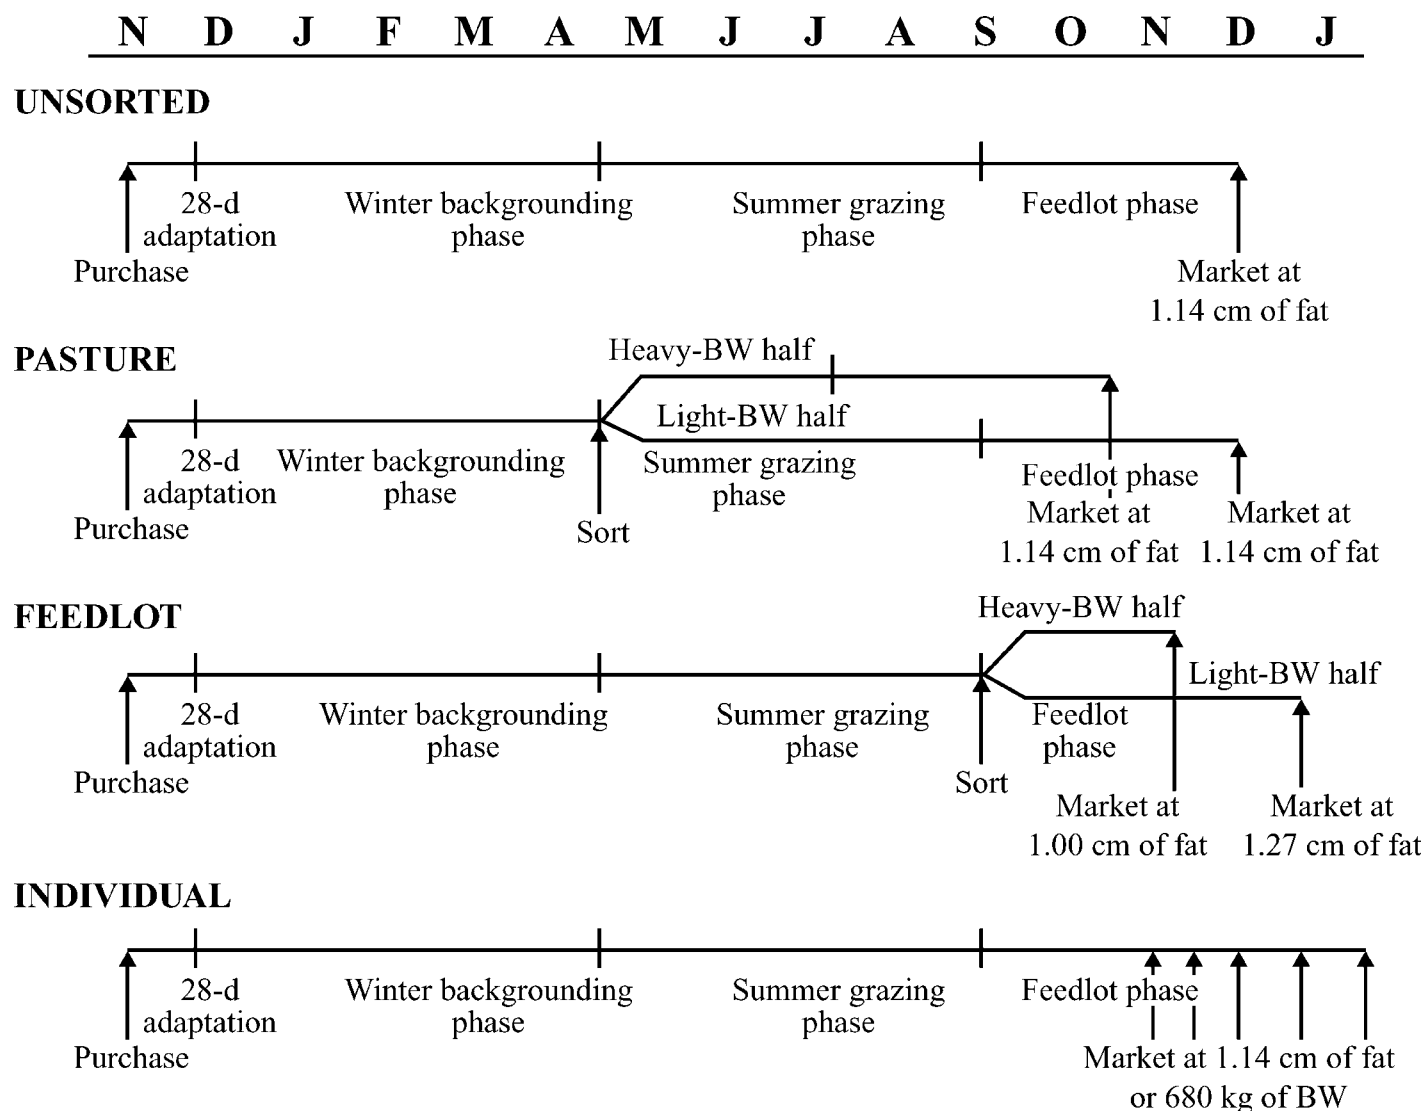 N D J F M A M J J A S O N D J
UNSORTED
28-d
adaptation
Winter backgrounding
phase
Summer grazing
phase
Feedlot phase
Purchase
Market at
1.14 cm of fat
PASTURE
Heavy-BW half
Light-BW half
28-d
adaptation
Winter backgrounding
phase
Summer grazing
phase
Feedlot phase
Purchase
Sort
Market at
1.14 cm of fat
Market at
1.14 cm of fat
FEEDLOT
Heavy-BW half
Light-BW half
28-d
adaptation
Winter backgrounding
phase
Summer grazing
phase
Feedlot
phase
Purchase
Sort
Market at
1.00 cm of fat
Market at
1.27 cm of fat
INDIVIDUAL
28-d
adaptation
Winter backgrounding
phase
Summer grazing
phase
Feedlot phase
Purchase
Market at 1.14 cm of fat
or 680 kg of BW